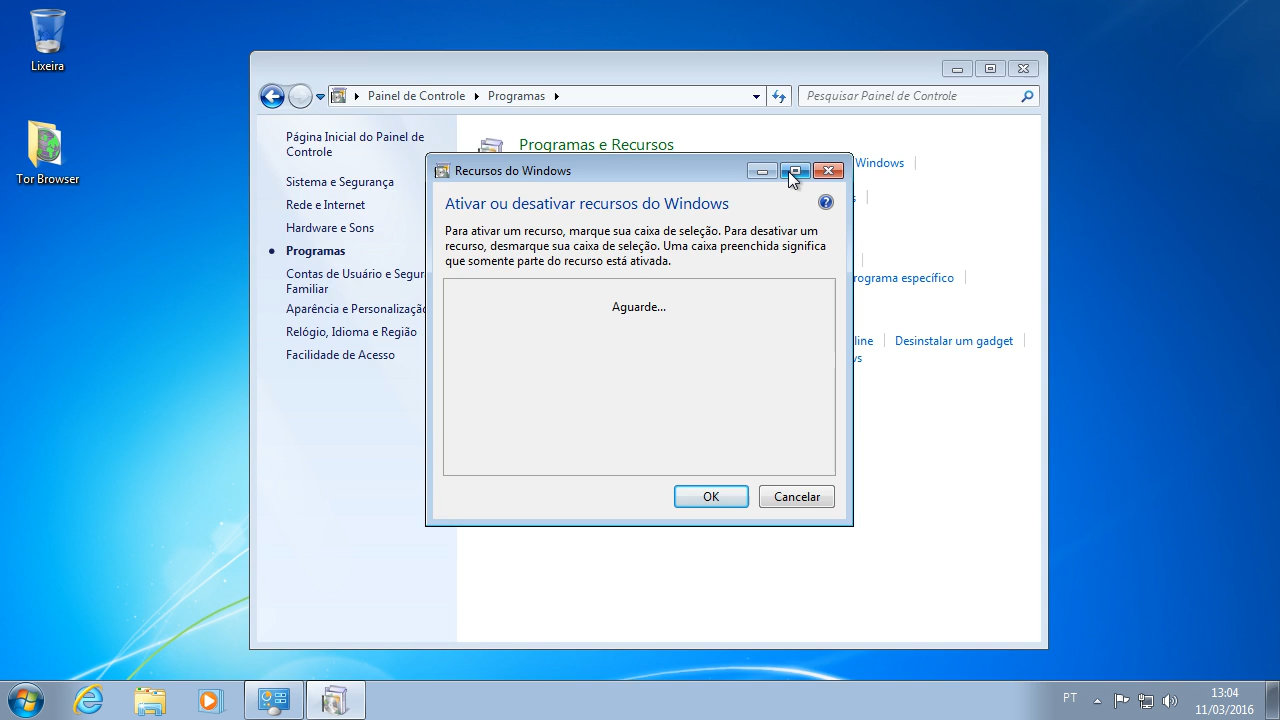 Lixeira
Tor Browser
Painel de Controle
Programas
Pesquisar Painel de Controle
Página Inicial do Painel de
Controle
Sistema e Segurança
Rede e Internet
Hardware e Sons
Programas
Contas de Usuário e Segur
Familiar
Aparência e Personalização
Relógio, Idioma e Região
Facilidade de Acesso
Programas e Recursos
Windows
s
rograma específico
line
Desinstalar um gadget
ws
Recursos do Windows
Ativar ou desativar recursos do Windows
Para ativar um recurso, marque sua caixa de seleção. Para desativar um
recurso, desmarque sua caixa de seleção. Uma caixa preenchida significa
que somente parte do recurso está ativada.
Aguarde...
OK
Cancelar
PT
13:04
11/03/2016